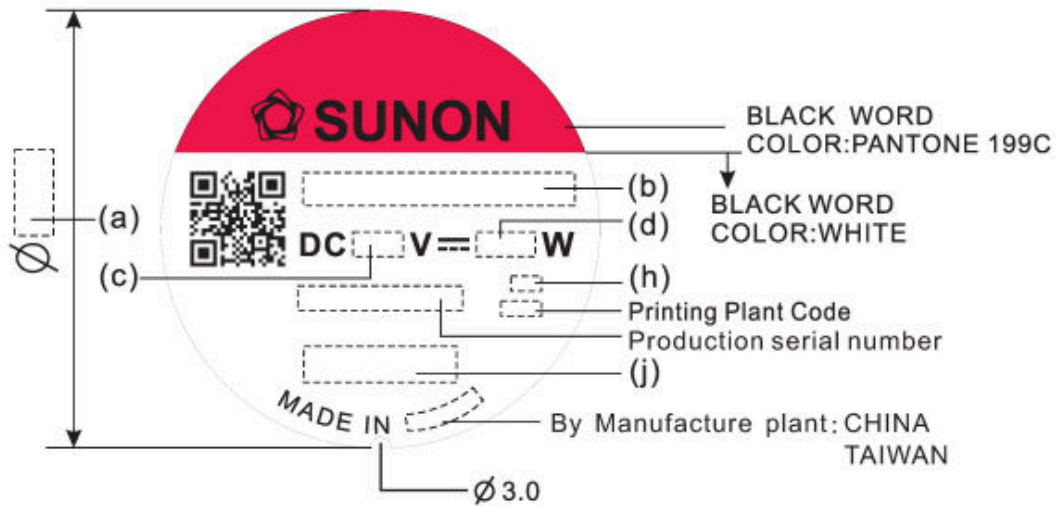 SUNON
BLACK WORD
COLOR:PANTONE 199C
(a)
(b)
BLACK WORD
COLOR:WHITE
(d)
DC V W
(c)
(h)
Printing Plant Code
Production serial number
(j)
MADE IN
By Manufacture plant: CHINA
TAIWAN
Ø
Ø 3.0